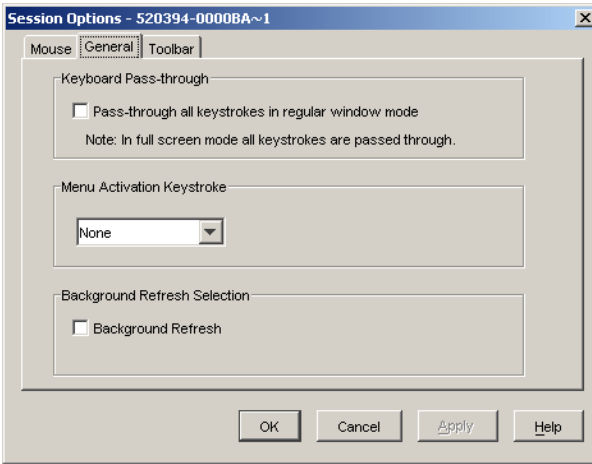 Session Options - 520394-0000BA~1
Mouse General Toolbar
Keyboard Pass-through
Pass-through all keystrokes in regular window mode
Note: In full screen mode all keystrokes are passed through.
Menu Activation Keystroke
None
Background Refresh Selection
Background Refresh
OK Cancel Apply Help